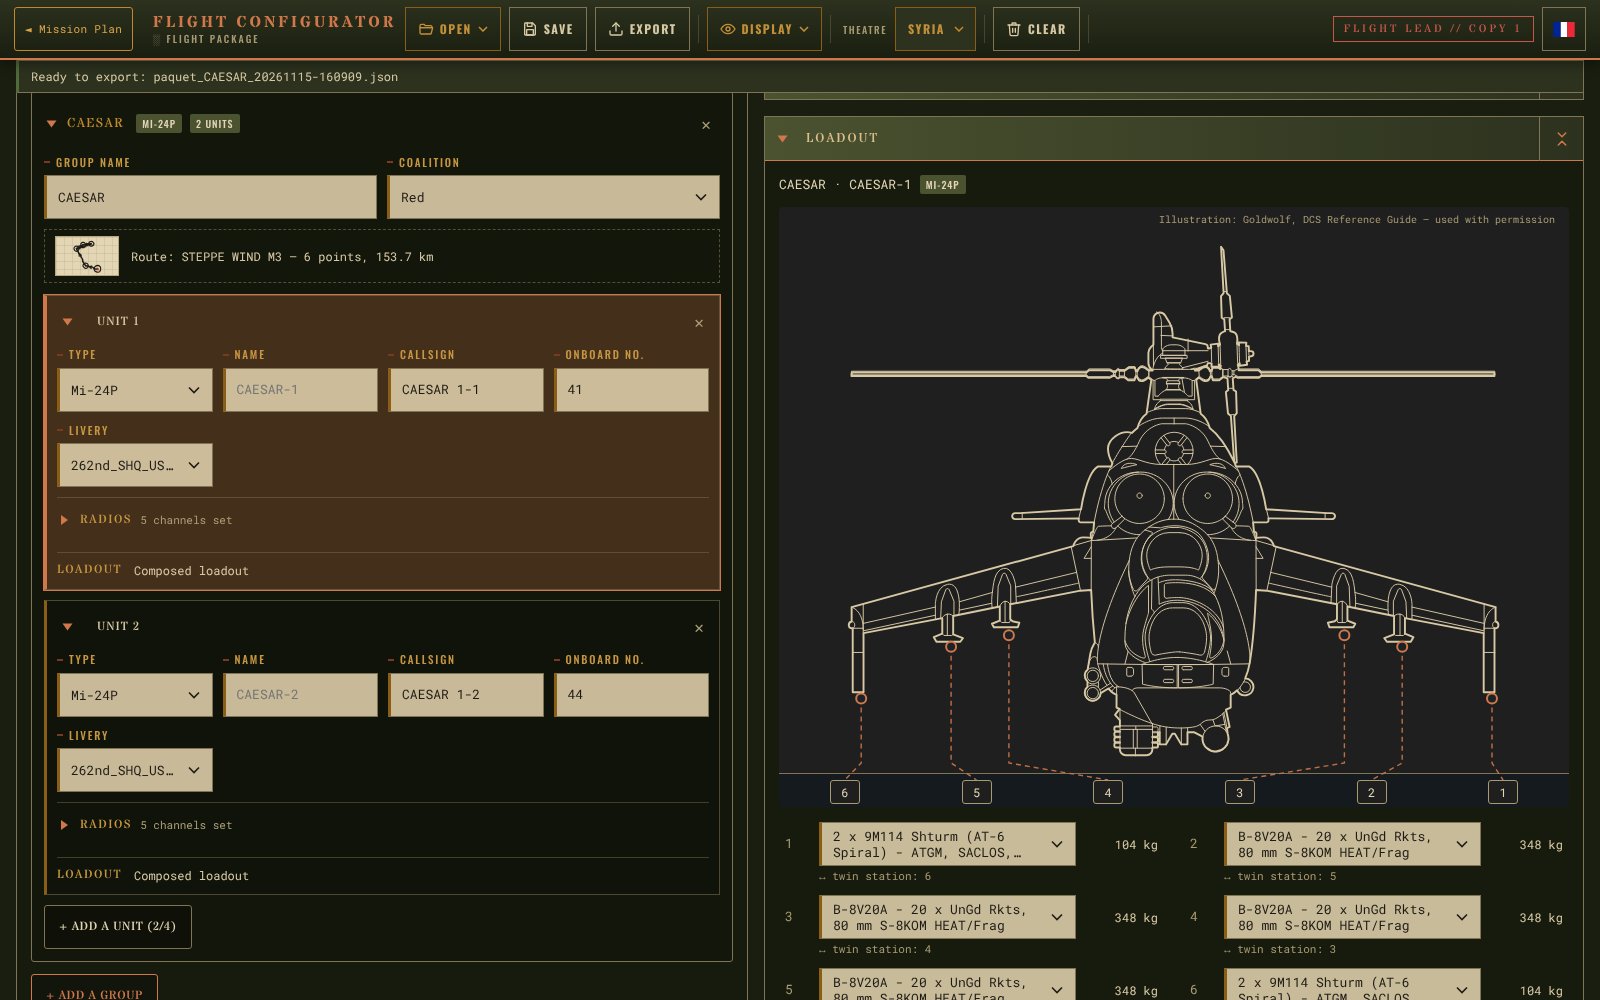 ◄ Mission Plan
FLIGHT CONFIGURATOR
FLIGHT PACKAGE
OPEN
SAVE
EXPORT
DISPLAY
THEATRE
SYRIA
CLEAR
FLIGHT LEAD // COPY 1
Ready to export: paquet_CAESAR_20261115-160909.json
CAESAR MI-24P 2 UNITS ×
GROUP NAME
COALITION
CAESAR
Red
Route: STEPPE WIND M3 — 6 points, 153.7 km
UNIT 1 ×
TYPE NAME CALLSIGN ONBOARD NO.
Mi-24P CAESAR-1 CAESAR 1-1 41
LIVERY
262nd_SHQ_US…
RADIOS 5 channels set
LOADOUT Composed loadout
UNIT 2 ×
TYPE NAME CALLSIGN ONBOARD NO.
Mi-24P CAESAR-2 CAESAR 1-2 44
LIVERY
262nd_SHQ_US…
RADIOS 5 channels set
LOADOUT Composed loadout
+ ADD A UNIT (2/4)
+ ADD A GROUP
LOADOUT
CAESAR · CAESAR-1 MI-24P
Illustration: Goldwolf, DCS Reference Guide — used with permission
6 5 4 3 2 1
1 2 x 9M114 Shturm (AT-6
Spiral) - ATGM, SACLOS,… 104 kg
↔ twin station: 6
2 B-8V20A - 20 x UnGd Rkts,
80 mm S-8KOM HEAT/Frag 348 kg
↔ twin station: 5
3 B-8V20A - 20 x UnGd Rkts,
80 mm S-8KOM HEAT/Frag 348 kg
↔ twin station: 4
4 B-8V20A - 20 x UnGd Rkts,
80 mm S-8KOM HEAT/Frag 348 kg
↔ twin station: 3
5 B-8V20A - 20 x UnGd Rkts,
80 mm S-8KOM HEAT/Frag 348 kg
6 2 x 9M114 Shturm (AT-6
Spiral) - ATGM, SACLOS 104 kg